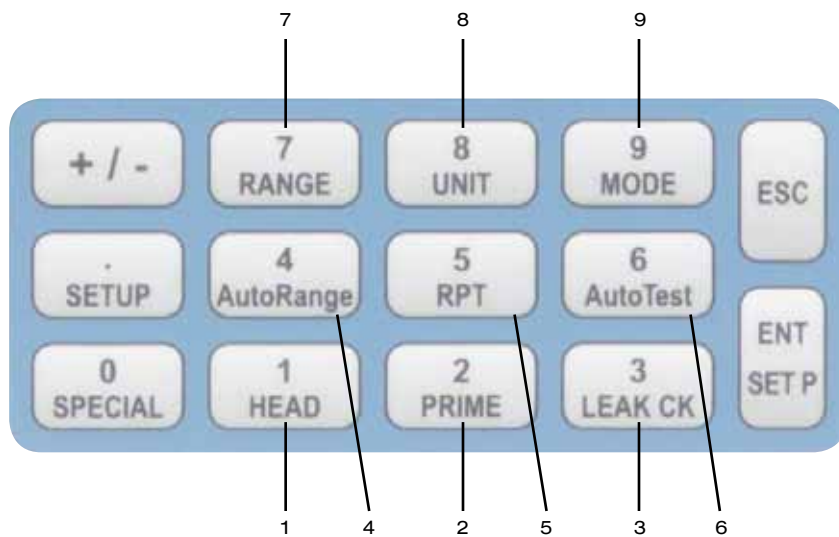 7 8 9
+ / - 7 8 9
RANGE UNIT MODE ESC
. 4 5 6
SETUP AutoRange RPT AutoTest
ENT
0 1 2 3 SET P
SPECIAL HEAD PRIME LEAK CK
1 4 2 5 3 6